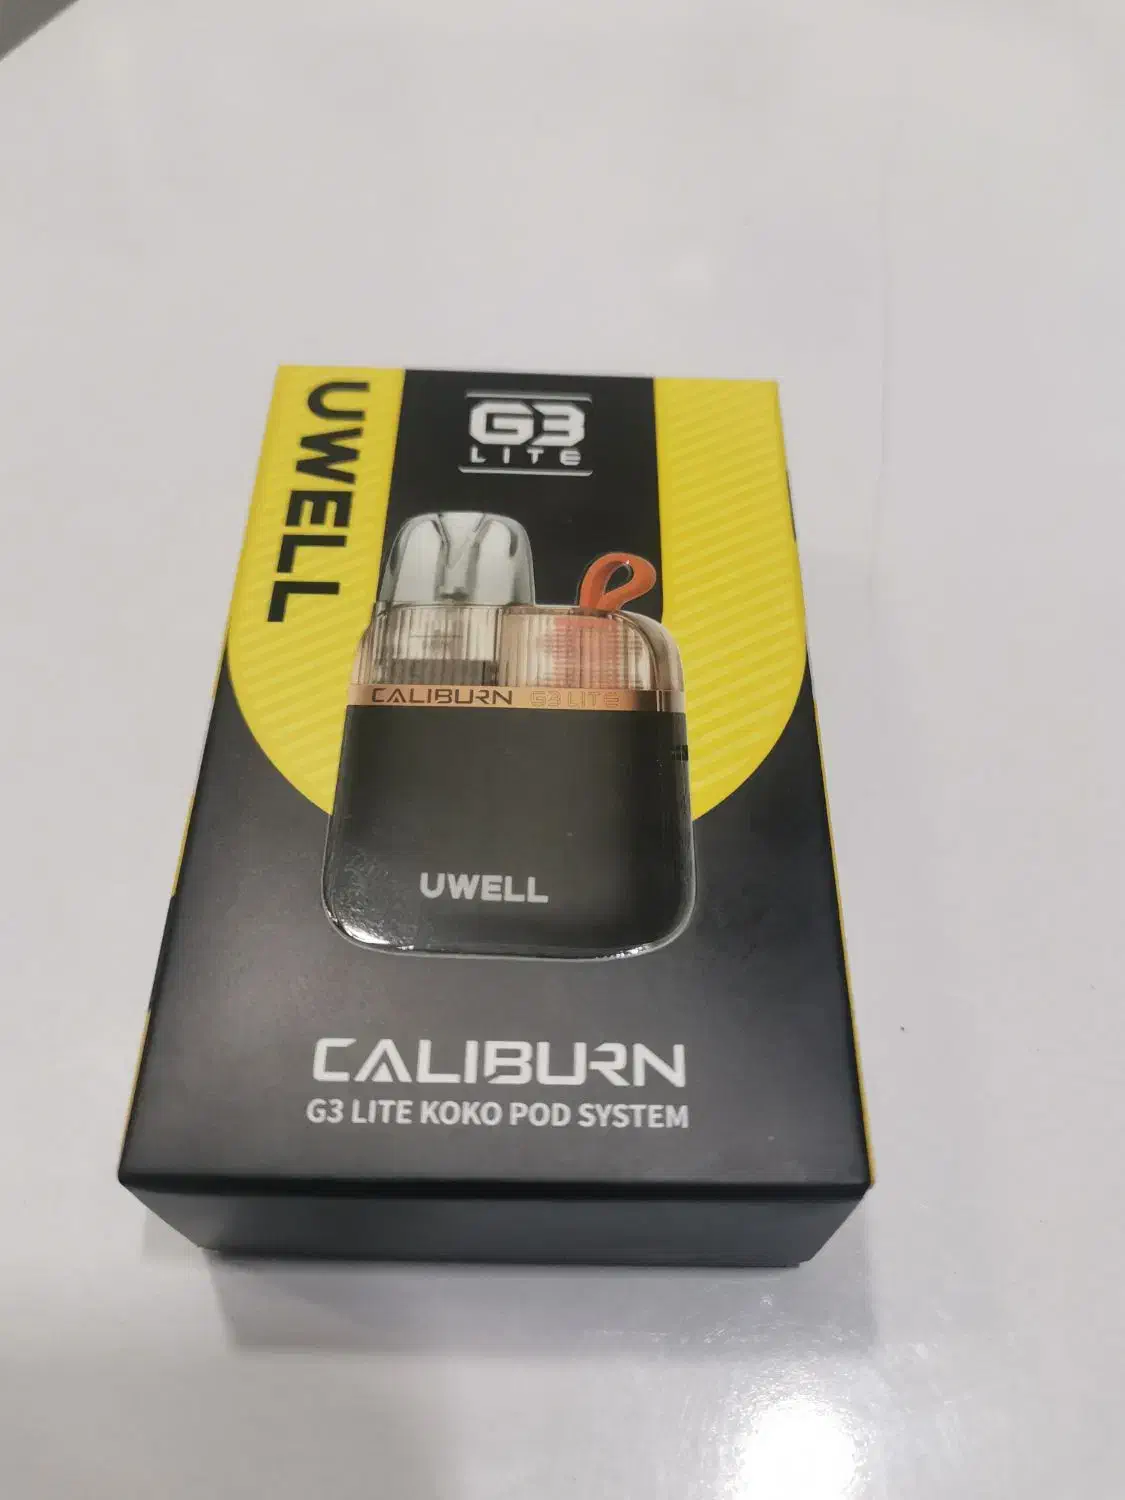 UWELL
G3
LITE
CALIBURN G3 LITE
UWELL
CALIBURN
G3 LITE KOKO POD SYSTEM